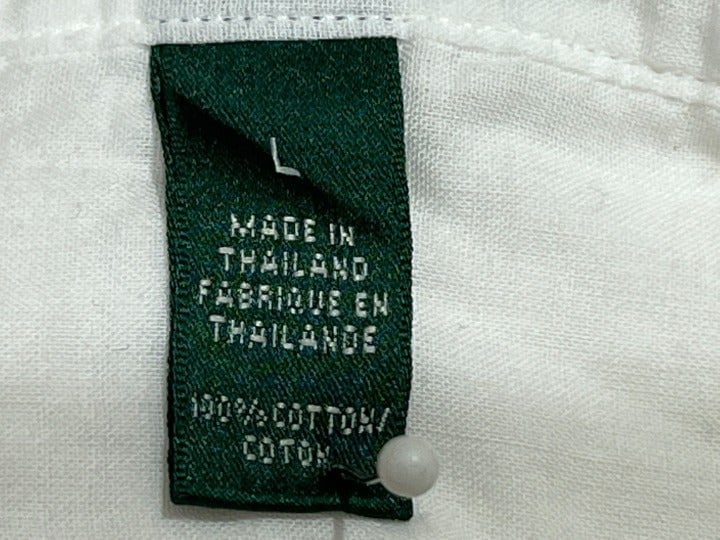 L
MADE IN
THAILAND
FABRIQUE EN
THAILANDE
100% COTTON/
COTON